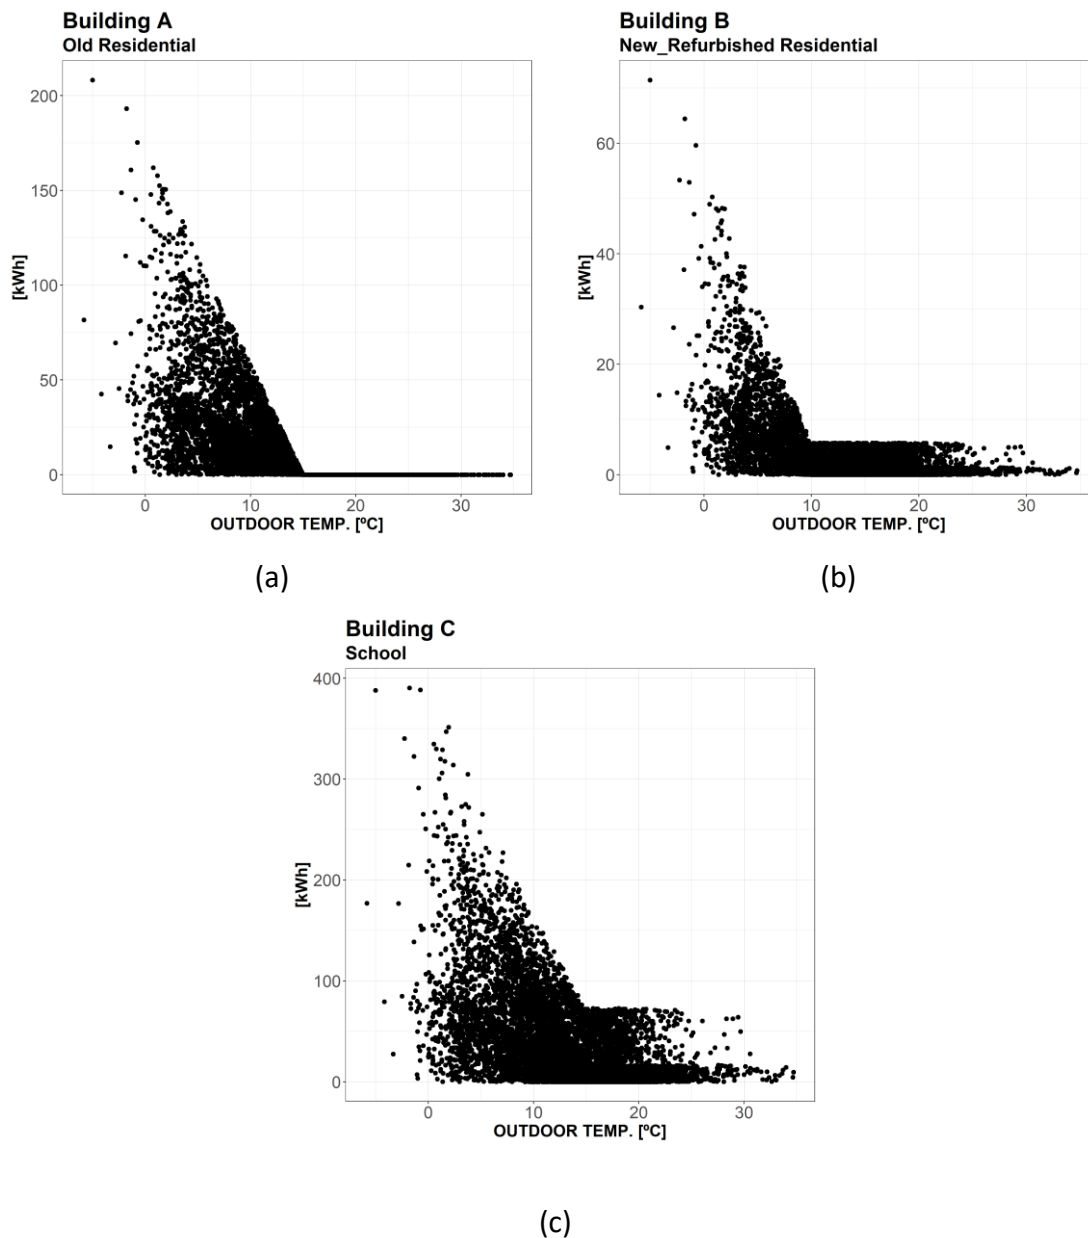 Building A
Old Residential
200
150
100
50
0
[kWh]
0 10 20 30
OUTDOOR TEMP. [ºC]
(a)
Building B
New_Refurbished Residential
60
40
20
0
[kWh]
0 10 20 30
OUTDOOR TEMP. [ºC]
(b)
Building C
School
400
300
200
100
0
[kWh]
0 10 20 30
OUTDOOR TEMP. [ºC]
(c)